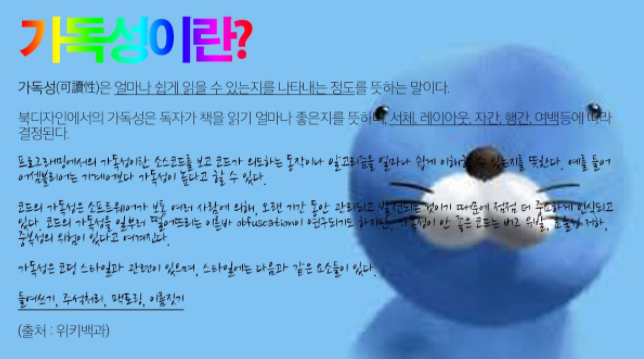 가독성이란?
가독성(可讀性)은 얼마나 쉽게 읽을 수 있는지를 나타내는 정도를 뜻하는 말이다.
북디자인에서의 가독성은 독자가 책을 읽기 얼마나 좋은지를 뜻하며, 서체, 레이아웃, 자간, 행간, 여백등에 따라
결정된다.
프로그래밍에서의 가독성이란 소스코드를 보고 코드가 의도하는 동작이나 알고리즘을 얼마나 쉽게 이해할 수 있는지를 뜻한다. 예를 들어
어셈블리어는 기계어보다 가독성이 높다고 할 수 있다.
코드의 가독성은 소프트웨어가 보통 여러 사람에 의해, 오랜 기간 동안 관리되고 발전되는 것이기 때문에 점점 더 중요하게 인식되고
있다. 코드의 가독성을 일부러 떨어뜨리는 이른바 obfuscation이 연구되기도 하지만, 가독성이 안 좋은 코드는 버그 유발, 효율성 저하,
중복성의 위험이 있다고 여겨진다.
가독성은 코딩 스타일과 관련이 있으며, 스타일에는 다음과 같은 요소들이 있다.
들여쓰기, 주석처리, 팩토링, 이름짓기
(출처 : 위키백과)